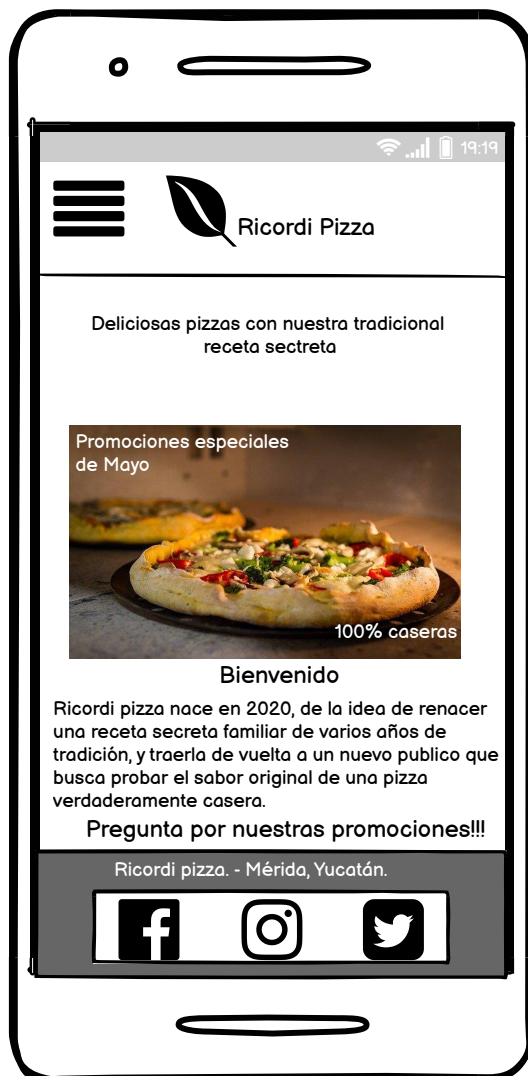 19:19
Ricordi Pizza
Deliciosas pizzas con nuestra tradicional
receta sectreta
Promociones especiales
de Mayo
100% caseras
Bienvenido
Ricordi pizza nace en 2020, de la idea de renacer
una receta secreta familiar de varios años de
tradición, y traerla de vuelta a un nuevo publico que
busca probar el sabor original de una pizza
verdaderamente casera.
Pregunta por nuestras promociones!!!
Ricordi pizza. - Mérida, Yucatán.